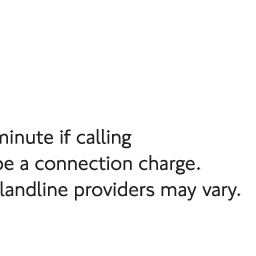 minute if calling
be a connection charge.
landline providers may vary.